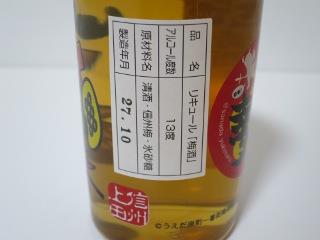 品名 リキュール「梅酒」
アルコール度数 13度
原材料名 清酒・信州梅・氷砂糖
製造年月 27.10
信州
上田